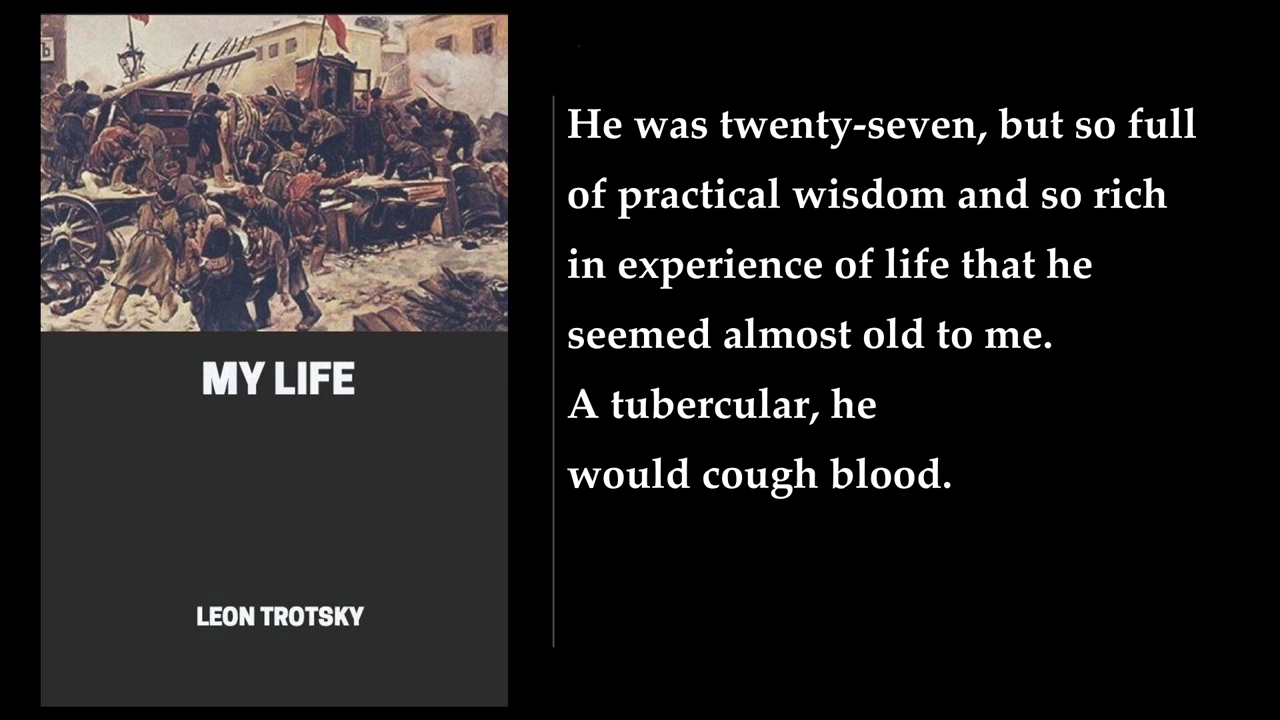 MY LIFE
LEON TROTSKY
He was twenty-seven, but so full
of practical wisdom and so rich
in experience of life that he
seemed almost old to me.
A tubercular, he
would cough blood.